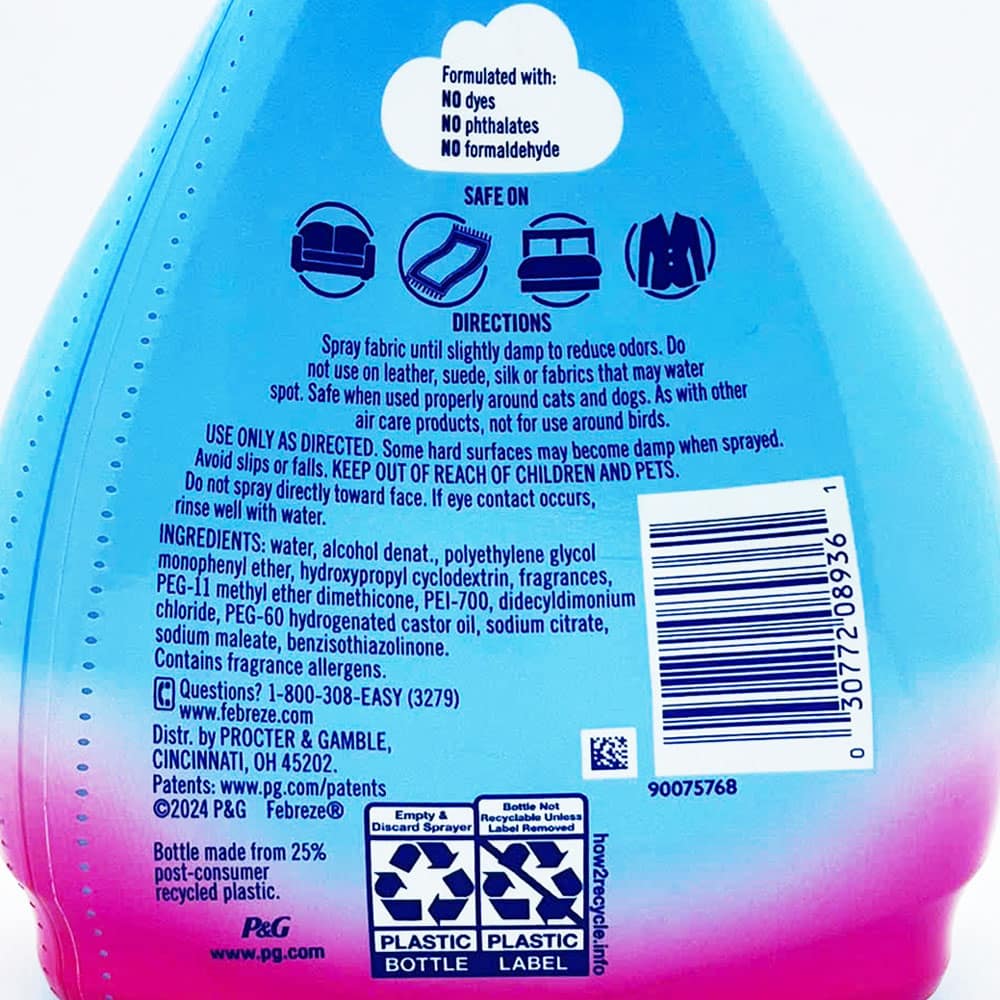 Formulated with:
NO dyes
NO phthalates
NO formaldehyde
SAFE ON
DIRECTIONS
Spray fabric until slightly damp to reduce odors. Do
not use on leather, suede, silk or fabrics that may water
spot. Safe when used properly around cats and dogs. As with other
air care products, not for use around birds.
USE ONLY AS DIRECTED. Some hard surfaces may become damp when sprayed.
Avoid slips or falls. KEEP OUT OF REACH OF CHILDREN AND PETS.
Do not spray directly toward face. If eye contact occurs,
rinse well with water.
INGREDIENTS: water, alcohol denat., polyethylene glycol
monophenyl ether, hydroxypropyl cyclodextrin, fragrances,
PEG-11 methyl ether dimethicone, PEI-700, didecyldimonium
chloride, PEG-60 hydrogenated castor oil, sodium citrate,
sodium maleate, benzisothiazolinone.
Contains fragrance allergens.
Questions? 1-800-308-EASY (3279)
www.febreze.com
Distr. by PROCTER & GAMBLE,
CINCINNATI, OH 45202.
Patents: www.pg.com/patents
©2024 P&G Febreze®
Bottle made from 25%
post-consumer
recycled plastic.
P&G
www.pg.com
0 30772 08936 1
90075768
Empty &
Discard Sprayer
PLASTIC
BOTTLE
Bottle Not
Recyclable Unless
Label Removed
PLASTIC
LABEL
how2recycle.info